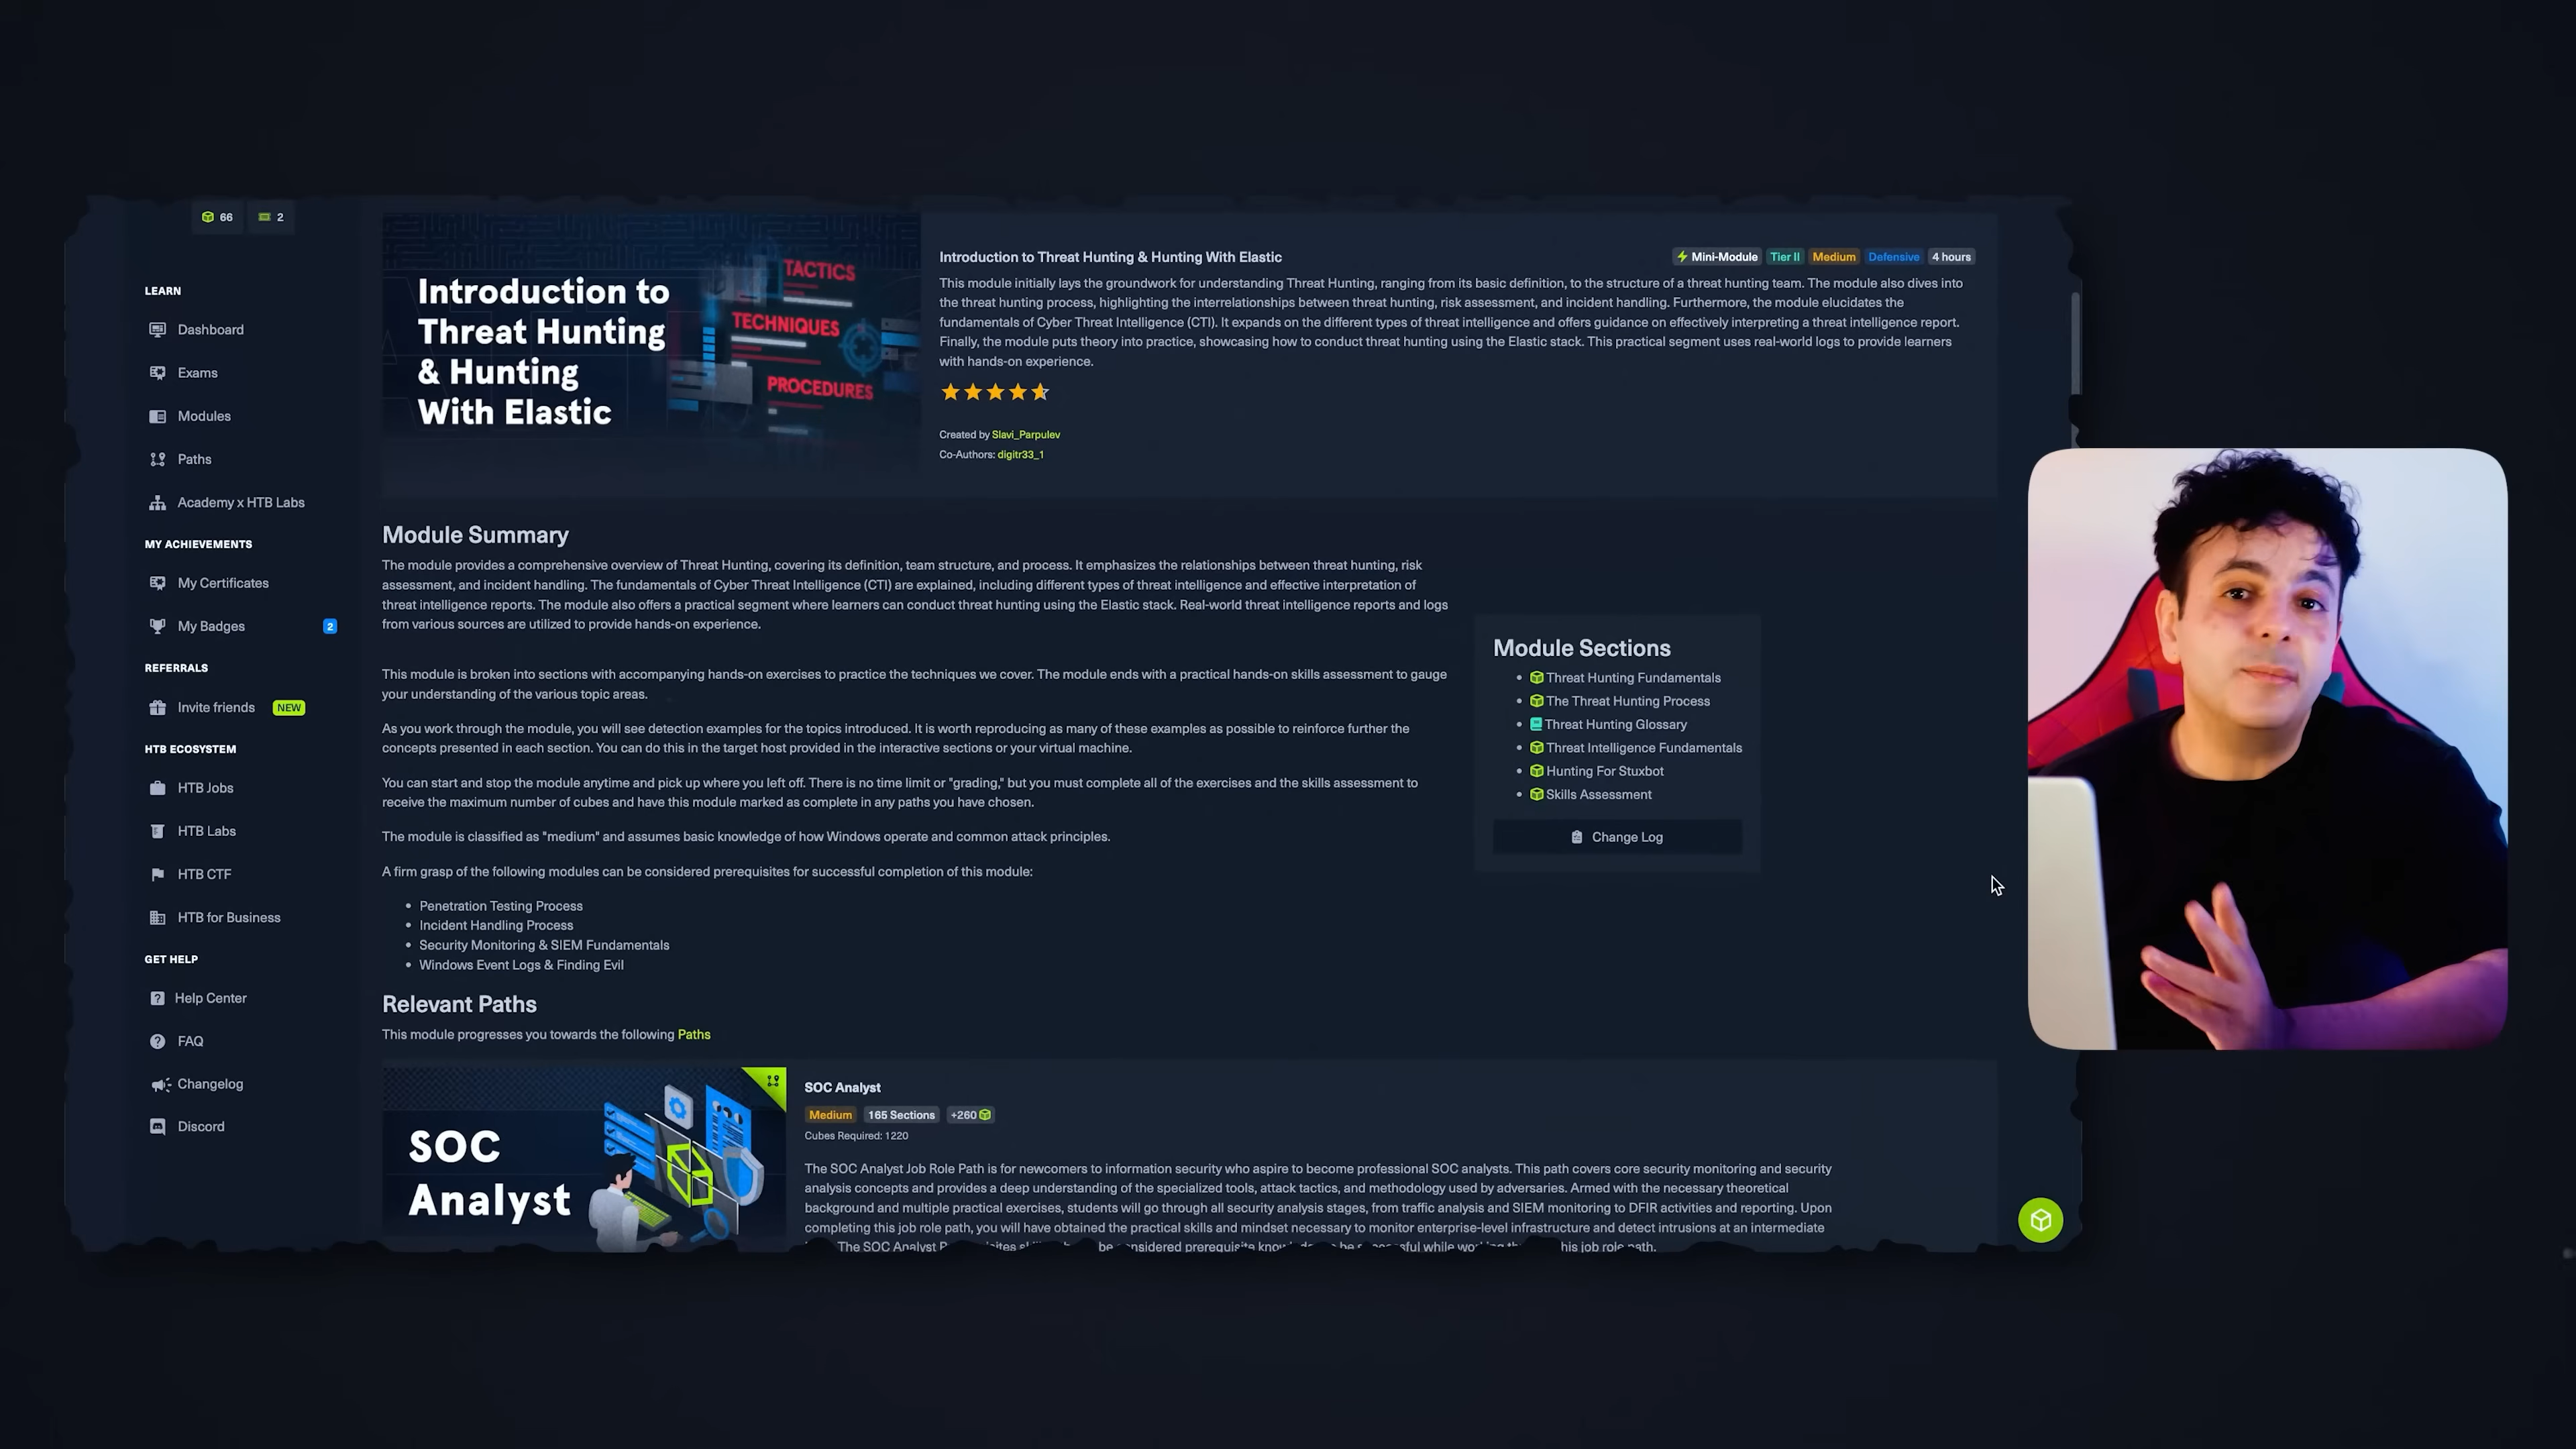 66
2
LEARN
Dashboard
Exams
Modules
Paths
Academy x HTB Labs
MY ACHIEVEMENTS
My Certificates
My Badges
2
REFERRALS
Invite friends
NEW
HTB ECOSYSTEM
HTB Jobs
HTB Labs
HTB CTF
HTB for Business
GET HELP
Help Center
FAQ
Changelog
Discord
Introduction to
Threat Hunting
& Hunting
With Elastic
TACTICS
TECHNIQUES
PROCEDURES
Introduction to Threat Hunting & Hunting With Elastic
Mini-Module
Tier II
Medium
Defensive
4 hours
This module initially lays the groundwork for understanding Threat Hunting, ranging from its basic definition, to the structure of a threat hunting team. The module also dives into
the threat hunting process, highlighting the interrelationships between threat hunting, risk assessment, and incident handling. Furthermore, the module elucidates the
fundamentals of Cyber Threat Intelligence (CTI). It expands on the different types of threat intelligence and offers guidance on effectively interpreting a threat intelligence report.
Finally, the module puts theory into practice, showcasing how to conduct threat hunting using the Elastic stack. This practical segment uses real-world logs to provide learners
with hands-on experience.
Created by Slavi_Parpulev
Co-Authors: digitr33_1
Module Summary
The module provides a comprehensive overview of Threat Hunting, covering its definition, team structure, and process. It emphasizes the relationships between threat hunting, risk
assessment, and incident handling. The fundamentals of Cyber Threat Intelligence (CTI) are explained, including different types of threat intelligence and effective interpretation of
threat intelligence reports. The module also offers a practical segment where learners can conduct threat hunting using the Elastic stack. Real-world threat intelligence reports and logs
from various sources are utilized to provide hands-on experience.
This module is broken into sections with accompanying hands-on exercises to practice the techniques we cover. The module ends with a practical hands-on skills assessment to gauge
your understanding of the various topic areas.
As you work through the module, you will see detection examples for the topics introduced. It is worth reproducing as many of these examples as possible to reinforce further the
concepts presented in each section. You can do this in the target host provided in the interactive sections or your virtual machine.
You can start and stop the module anytime and pick up where you left off. There is no time limit or "grading," but you must complete all of the exercises and the skills assessment to
receive the maximum number of cubes and have this module marked as complete in any paths you have chosen.
The module is classified as "medium" and assumes basic knowledge of how Windows operate and common attack principles.
A firm grasp of the following modules can be considered prerequisites for successful completion of this module:
Penetration Testing Process
Incident Handling Process
Security Monitoring & SIEM Fundamentals
Windows Event Logs & Finding Evil
Module Sections
Threat Hunting Fundamentals
The Threat Hunting Process
Threat Hunting Glossary
Threat Intelligence Fundamentals
Hunting For Stuxbot
Skills Assessment
Change Log
Relevant Paths
This module progresses you towards the following Paths
SOC
Analyst
SOC Analyst
Medium
165 Sections
+260
Cubes Required: 1220
The SOC Analyst Job Role Path is for newcomers to information security who aspire to become professional SOC analysts. This path covers core security monitoring and security
analysis concepts and provides a deep understanding of the specialized tools, attack tactics, and methodology used by adversaries. Armed with the necessary theoretical
background and multiple practical exercises, students will go through all security analysis stages, from traffic analysis and SIEM monitoring to DFIR activities and reporting. Upon
completing this job role path, you will have obtained the practical skills and mindset necessary to monitor enterprise-level infrastructure and detect intrusions at an intermediate
The SOC Analyst be considered prerequisite this job role path.